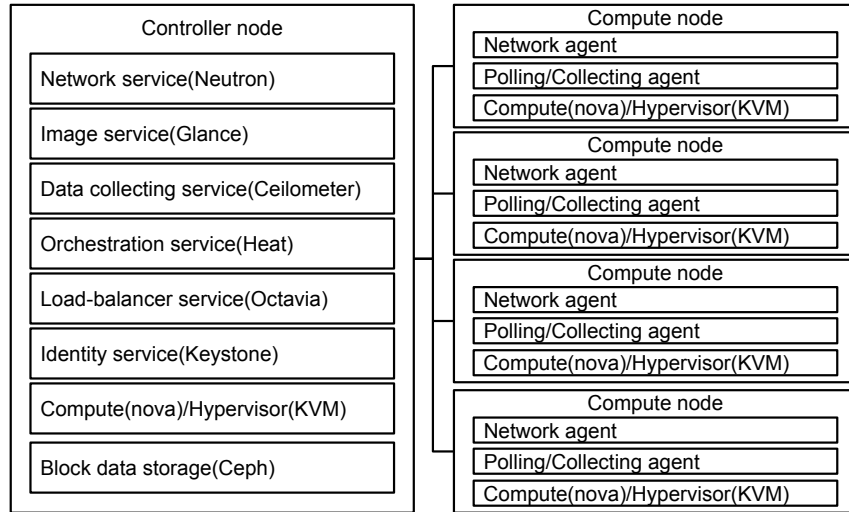 Controller node
Network service(Neutron)
Image service(Glance)
Data collecting service(Ceilometer)
Orchestration service(Heat)
Load-balancer service(Octavia)
Identity service(Keystone)
Compute(nova)/Hypervisor(KVM)
Block data storage(Ceph)
Compute node
Network agent
Polling/Collecting agent
Compute(nova)/Hypervisor(KVM)
Compute node
Network agent
Polling/Collecting agent
Compute(nova)/Hypervisor(KVM)
Compute node
Network agent
Polling/Collecting agent
Compute(nova)/Hypervisor(KVM)
Compute node
Network agent
Polling/Collecting agent
Compute(nova)/Hypervisor(KVM)